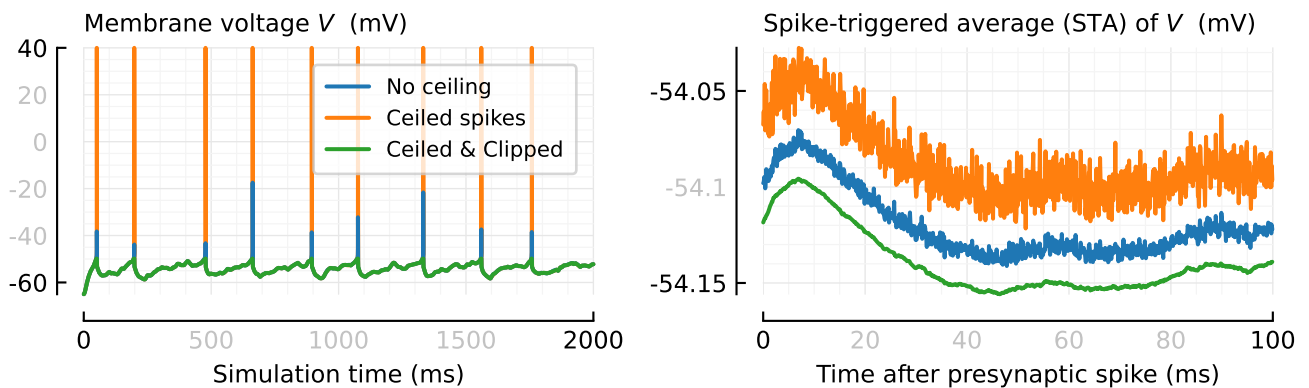 Membrane voltage V (mV)
40
20
0
-20
-40
-60
No ceiling
Ceiled spikes
Ceiled & Clipped
0
500
1000
1500
2000
Simulation time (ms)
Spike-triggered average (STA) of V (mV)
-54.05
-54.1
-54.15
0
20
40
60
80
100
Time after presynaptic spike (ms)